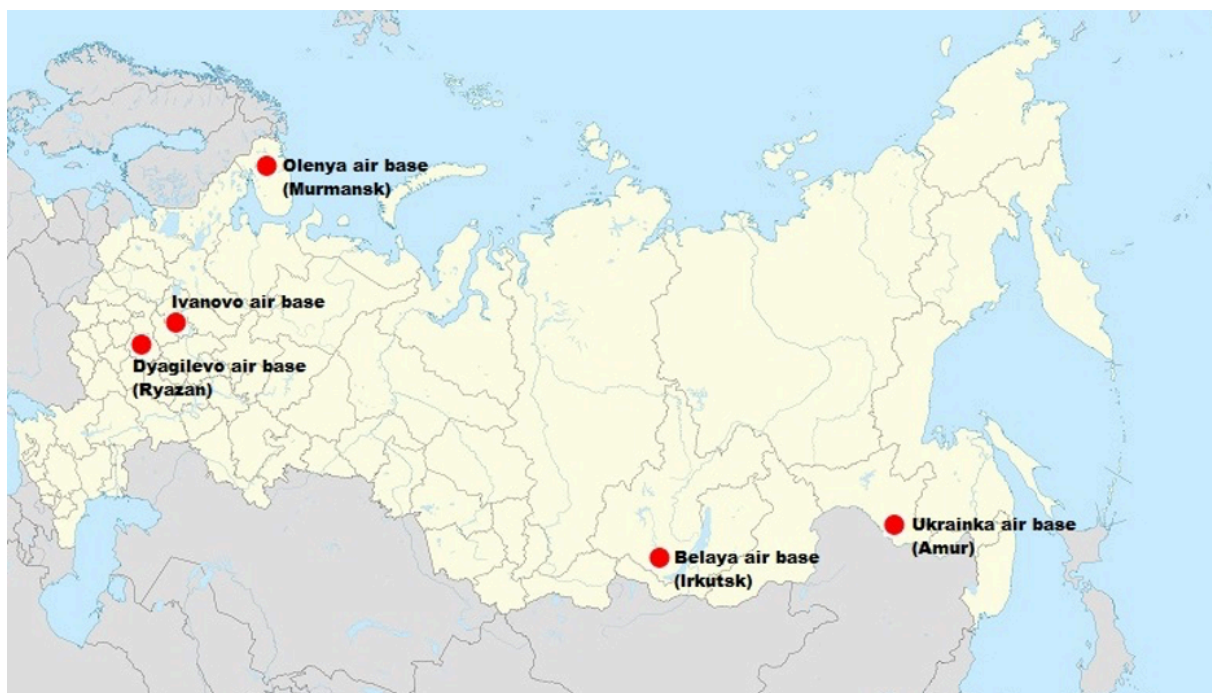 Olenya air base
(Murmansk)
Ivanovo air base
Dyagilevo air base
(Ryazan)
Ukrainka air base
(Amur)
Belaya air base
(Irkutsk)